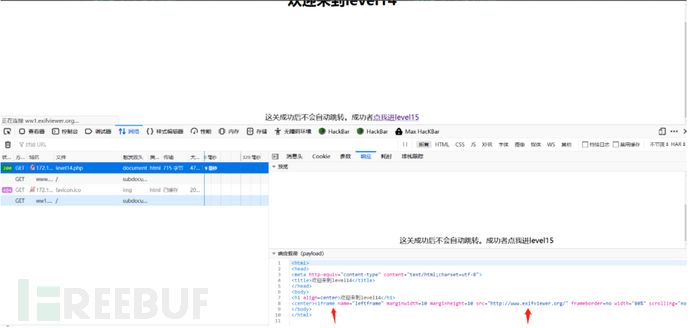 欢迎来到level14
这关成功后不会自动跳转。成功者点我进level15
正在连接 ww1.exifviewer.org...
查看器 控制台 调试器 网络 样式编辑器 性能 内存 存储 无障碍环境 HackBar HackBar Max HackBar
过滤 URL
所有 HTML CSS JS XHR 字体 图像 媒体 WS 其他 持续日志 禁用缓存
状... 方... 域名 文件 触发源头 类... 传输 大...
消息头 Cookie 参数 响应 耗时 堆栈跟踪
200 GET 172.1... level14.php document html 715 字节 47...
GET www... / subdocu...
GET 172.1... favicon.ico img html 已缓存 20...
GET ww1... / subdocu...
预览
这关成功后不会自动跳转。成功者点我进level15
响应载荷 (payload)
1 <html>
2 <head>
3 <meta http-equiv="content-type" content="text/html;charset=utf-8">
4 <title>欢迎来到level14</title>
5 </head>
6 <body>
7 <h1 align=center>欢迎来到level14</h1>
8 <center><iframe name="leftframe" marginwidth=10 marginheight=10 src="http://www.exifviewer.org/" frameborder=no width="80%" scrolling="no
9 </body>
10 </html>
11
FREEBUF